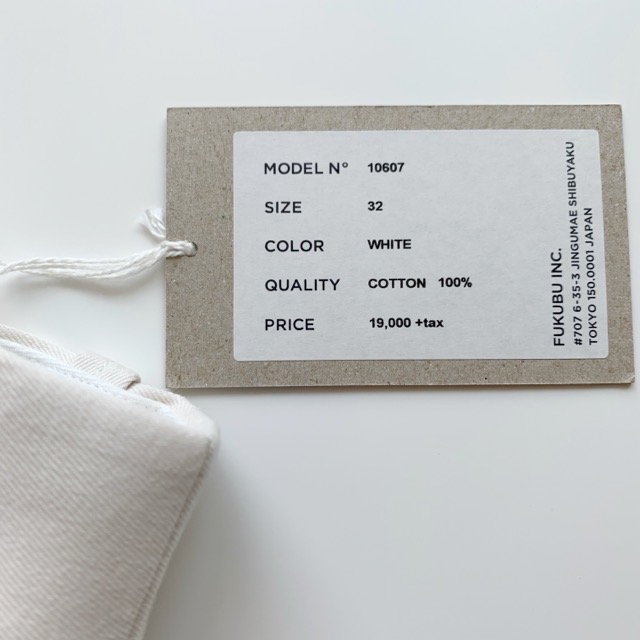 MODEL N° 10607
SIZE 32
COLOR WHITE
QUALITY COTTON 100%
PRICE 19,000 +tax
FUKUBU INC.
#707 6-35-3 JINGUMAE SHIBUYAKU
TOKYO 150.0001 JAPAN